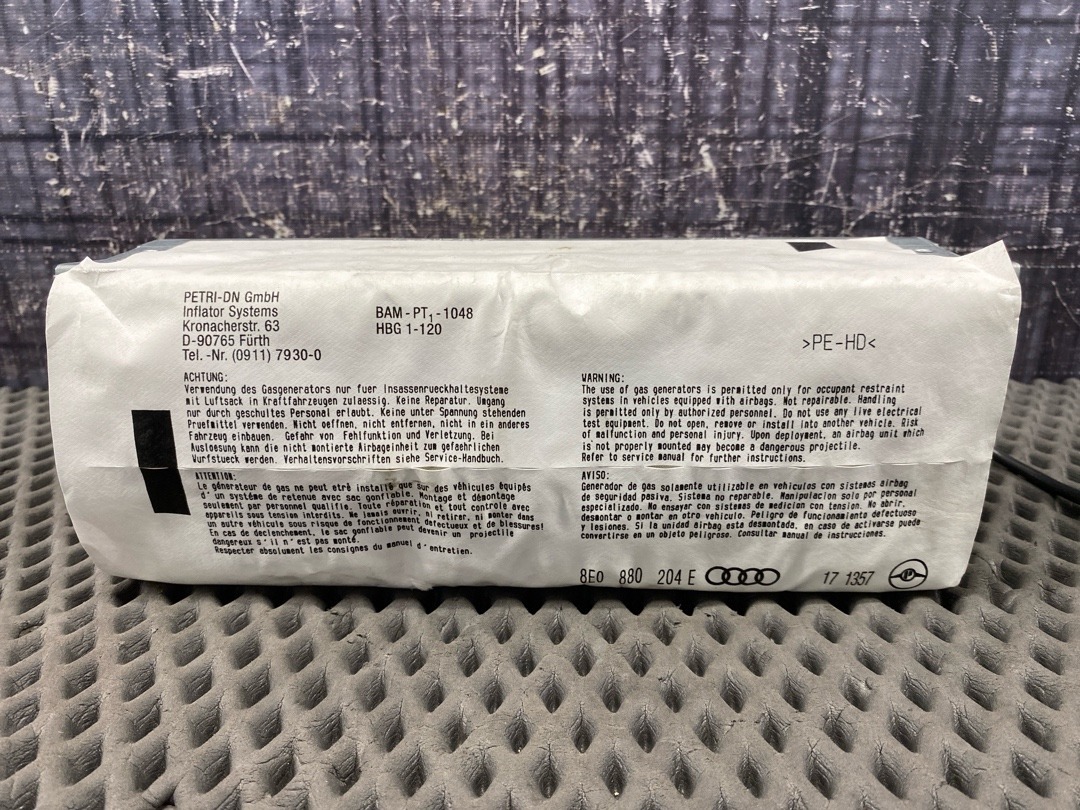 PETRI-DN GmbH
Inflator Systems
Kronacherstr. 63
D-90765 Fürth
Tel. -Nr. (0911) 7930-0
BAM - PT1 - 1048
HBG 1-120
>PE-HD<
ACHTUNG:
Verwendung des Gasgenerators nur fuer Insassenrueckhaltesysteme
mit Luftsack in Kraftfahrzeugen zulaessig. Keine Reparatur. Umgang
nur durch geschultes Personal erlaubt. Keine unter Spannung stehenden
Pruefmittel verwenden. Nicht oeffnen, nicht entfernen, nicht in ein anderes
Fahrzeug einbauen. Gefahr von Fehlfunktion und Verletzung. Bei
Ausloesung kann die nicht montierte Airbageinheit zum gefaehrlichen
Wurfstueck werden. Verhaltensvorschriften siehe Service-Handbuch.
WARNING:
The use of gas generators is permitted only for occupant restraint
systems in vehicles equipped with airbags. Not repairable. Handling
is permitted only by authorized personnel. Do not use any live electrical
test equipment. Do not open, remove or install into another vehicle. Risk
of malfunction and personal injury. Upon deployment, an airbag unit which
is not properly mounted may become a dangerous projectile.
Refer to service manual for further instructions.
ATTENTION:
Le génerateur de gas ne peut etré installé que sur des véhicules équipés
d' un système de retenue avec sac gonflable. Montage et démontage
seulement par personnel qualifie. Toute réparation et tout controle avec
appareils sous tension interdits. Ne jamais ouvrir, ni retirer, ni monter dans
un autre véhicule sous risque de fonctionnement defectueux et de blessures!
En cas de declenchement, le sac gonflable peut devenir un projectile
dangereux s' il n' est pas monté.
Respecter absolument les consignes du manuel d' entretien.
AVISO:
Generador de gas solamente utilizable en vehiculos con sistemas airbag
de seguridad pasiva. Sistema no reparable. Manipulacion solo por personal
especializado. No ensayar con sistemas de medicion con tension. No abrir,
desmontar o montar en otro vehiculo. Peligro de funcionamiento defectuoso
y lesiones. Si la unidad airbag esta desmontada, en caso de activarse puede
convertirse en un objeto peligroso. Consultar manual de instrucciones.
8E0 880 204 E
17 1357
P